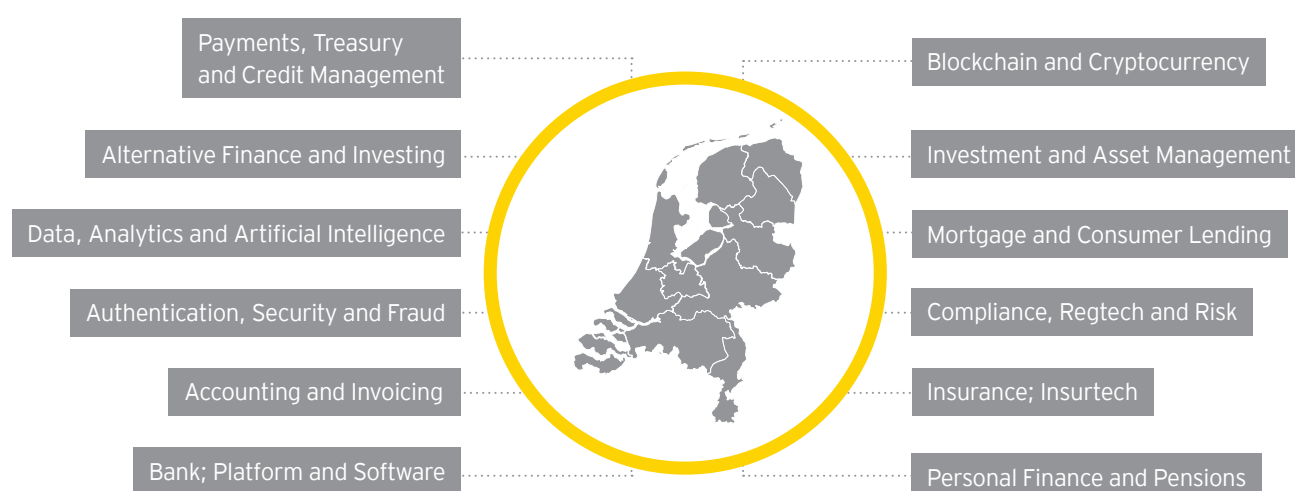 Payments, Treasury
and Credit Management
Alternative Finance and Investing
Data, Analytics and Artificial Intelligence
Authentication, Security and Fraud
Accounting and Invoicing
Bank; Platform and Software
Blockchain and Cryptocurrency
Investment and Asset Management
Mortgage and Consumer Lending
Compliance, Regtech and Risk
Insurance; Insurtech
Personal Finance and Pensions